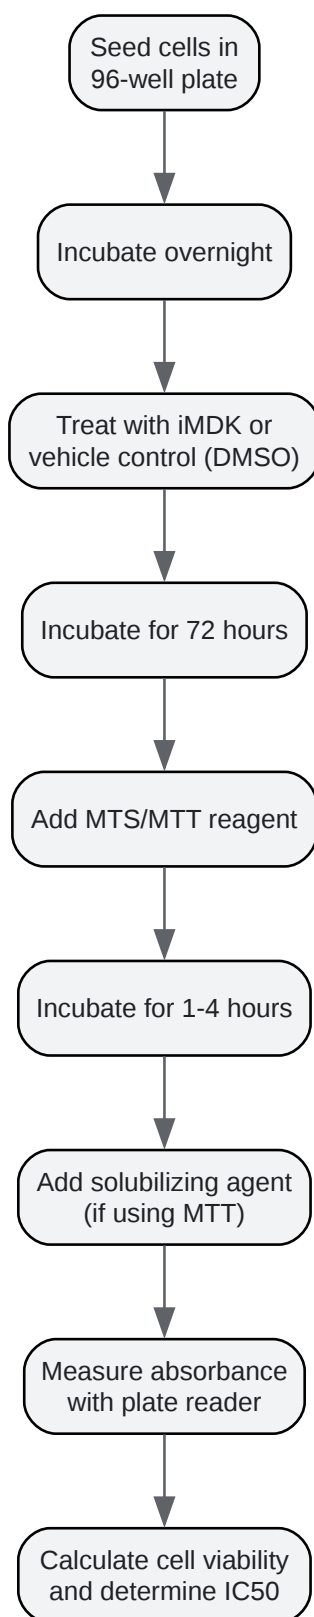 Seed cells in
96-well plate
Incubate overnight
Treat with iMDK or
vehicle control (DMSO)
Incubate for 72 hours
Add MTS/MTT reagent
Incubate for 1-4 hours
Add solubilizing agent
(if using MTT)
Measure absorbance
with plate reader
Calculate cell viability
and determine IC50